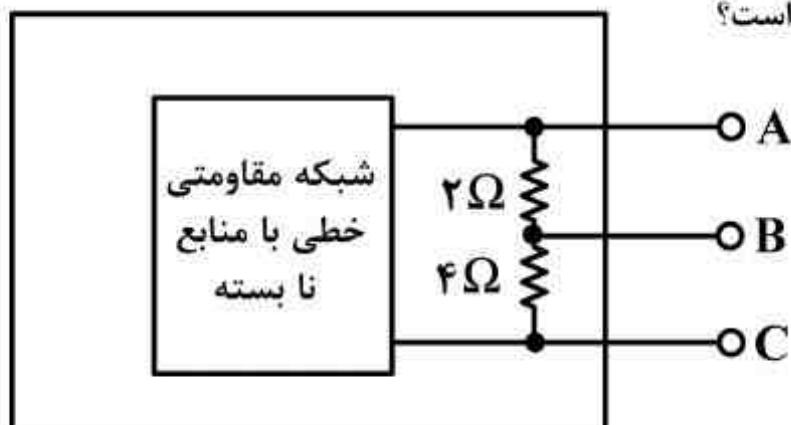 است؟
شبکه مقاومتی
خطی با منابع
نا بسته
۲Ω
۴Ω
A
B
C